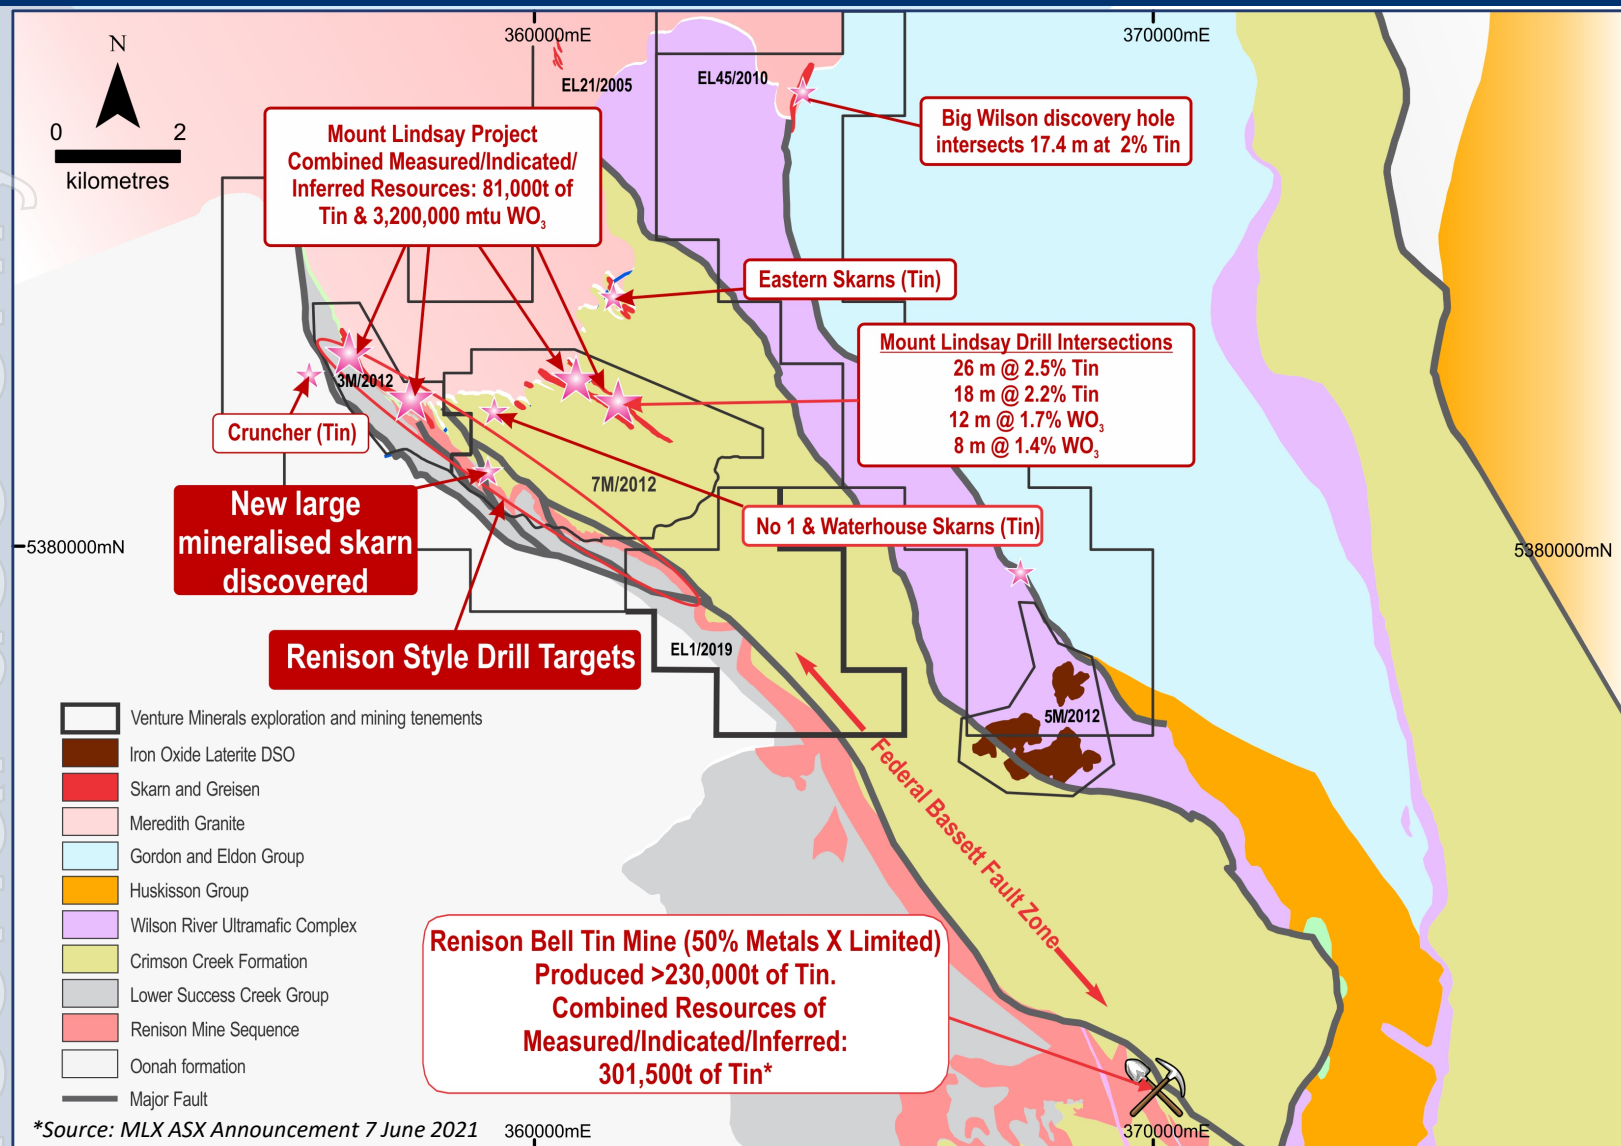 360000mE
370000mE
N
0 2
kilometres
EL21/2005
EL45/2010
Mount Lindsay Project
Combined Measured/Indicated/
Inferred Resources: 81,000t of
Tin & 3,200,000 mtu WO₃
Big Wilson discovery hole
intersects 17.4 m at 2% Tin
Eastern Skarns (Tin)
Mount Lindsay Drill Intersections
26 m @ 2.5% Tin
18 m @ 2.2% Tin
12 m @ 1.7% WO₃
8 m @ 1.4% WO₃
3M/2012
Cruncher (Tin)
7M/2012
New large
mineralised skarn
discovered
No 1 & Waterhouse Skarns (Tin)
5380000mN
5380000mN
Renison Style Drill Targets
EL1/2019
5M/2012
Federal Bassett Fault Zone
Venture Minerals exploration and mining tenements
Iron Oxide Laterite DSO
Skarn and Greisen
Meredith Granite
Gordon and Eldon Group
Huskisson Group
Wilson River Ultramafic Complex
Crimson Creek Formation
Lower Success Creek Group
Renison Mine Sequence
Oonah formation
Major Fault
Renison Bell Tin Mine (50% Metals X Limited)
Produced >230,000t of Tin.
Combined Resources of
Measured/Indicated/Inferred:
301,500t of Tin*
*Source: MLX ASX Announcement 7 June 2021
360000mE
370000mE